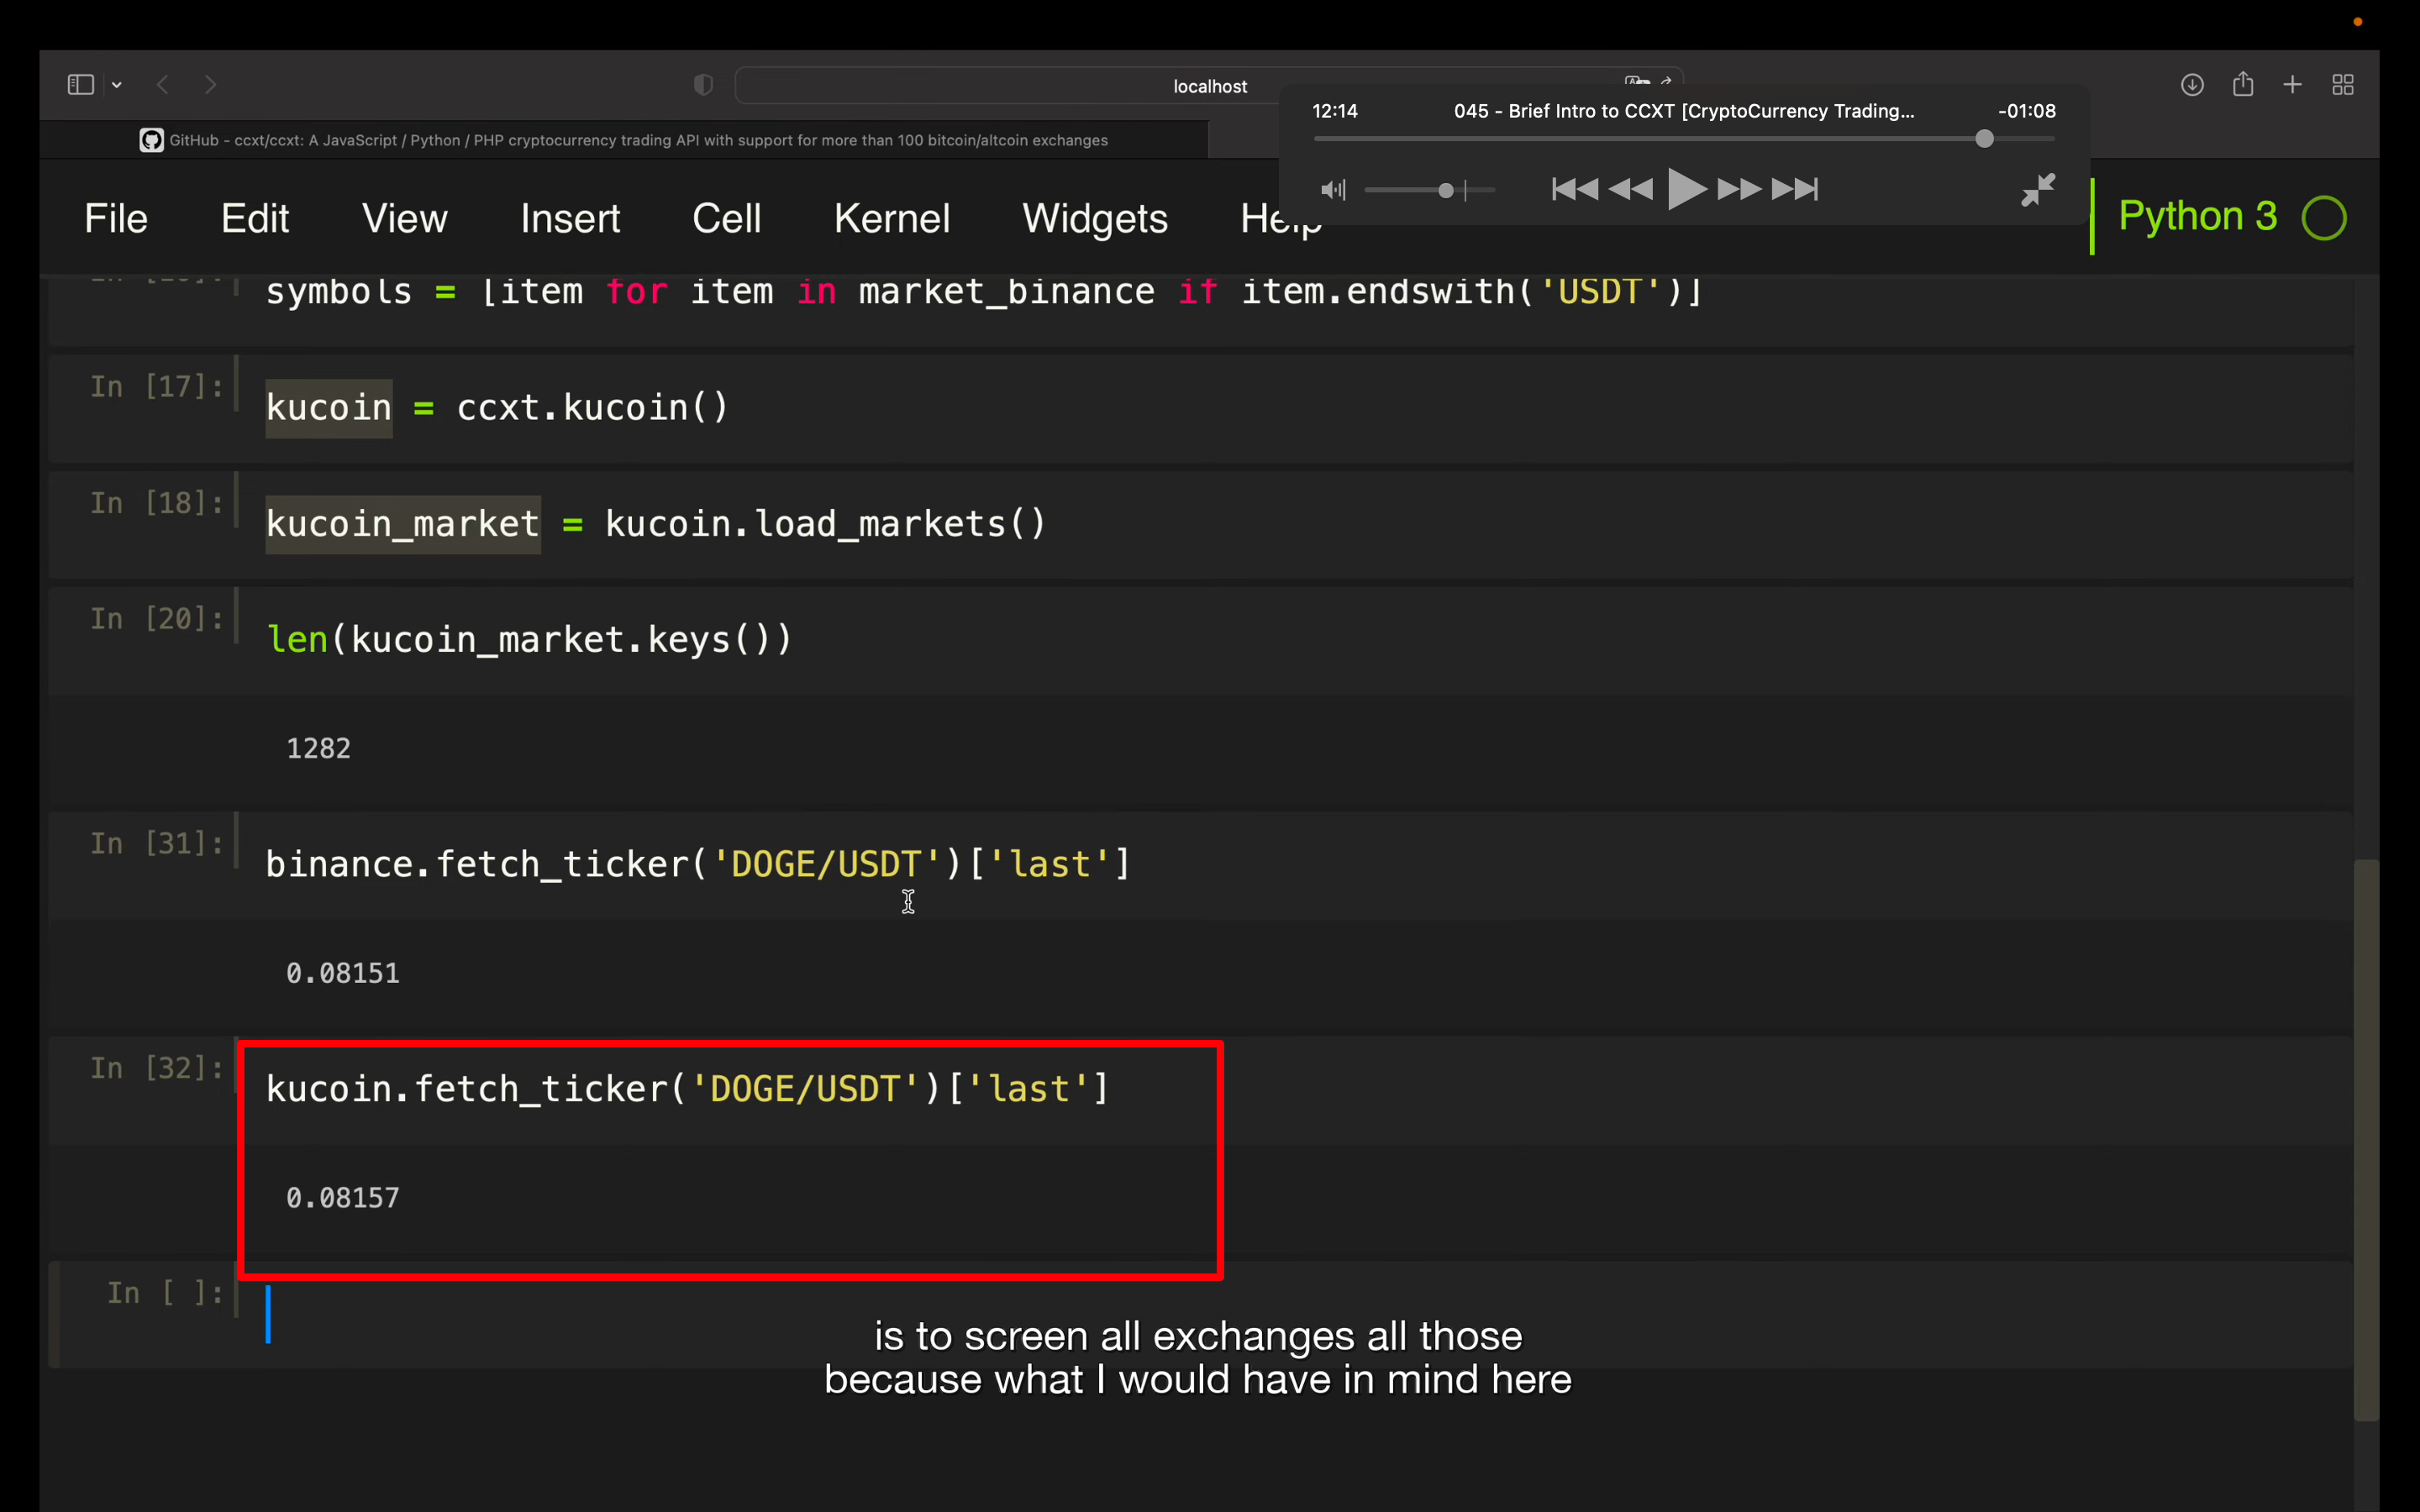 localhost
12:14 045 - Brief Intro to CCXT [CryptoCurrency Trading... -01:08
GitHub - ccxt/ccxt: A JavaScript / Python / PHP cryptocurrency trading API with support for more than 100 bitcoin/altcoin exchanges
File Edit View Insert Cell Kernel Widgets Help Python 3
symbols = [item for item in market_binance if item.endswith('USDT')]
In [17]: kucoin = ccxt.kucoin()
In [18]: kucoin_market = kucoin.load_markets()
In [20]: len(kucoin_market.keys())
1282
In [31]: binance.fetch_ticker('DOGE/USDT')['last']
0.08151
In [32]: kucoin.fetch_ticker('DOGE/USDT')['last']
0.08157
In [ ]:
is to screen all exchanges all those
because what I would have in mind here